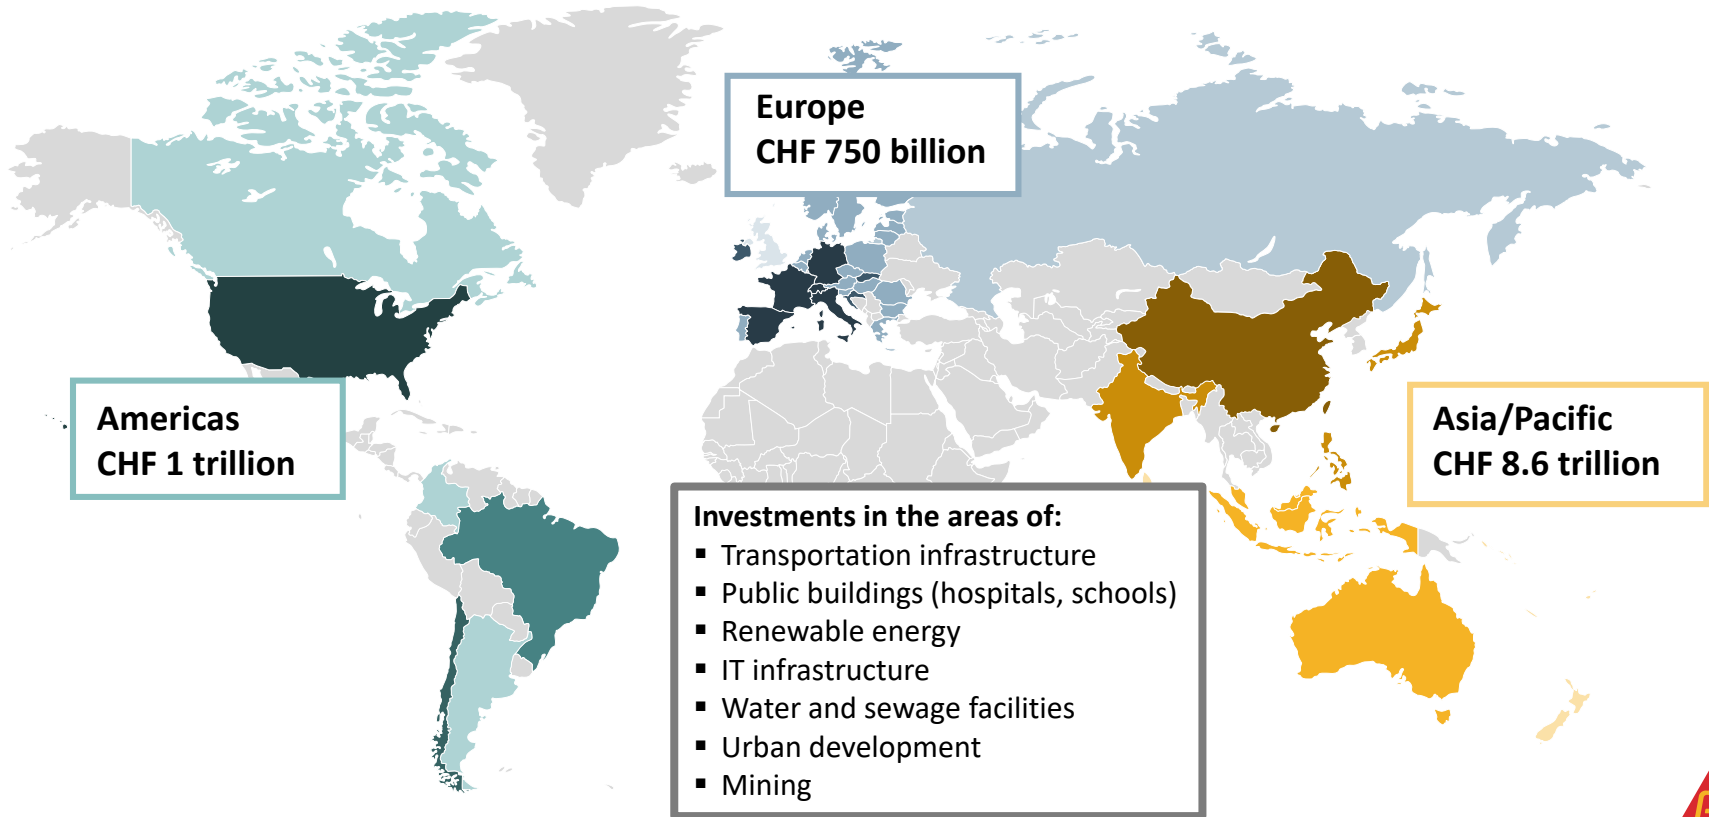 Europe
CHF 750 billion
Americas
CHF 1 trillion
Asia/Pacific
CHF 8.6 trillion
Investments in the areas of:
▪ Transportation infrastructure
▪ Public buildings (hospitals, schools)
▪ Renewable energy
▪ IT infrastructure
▪ Water and sewage facilities
▪ Urban development
▪ Mining